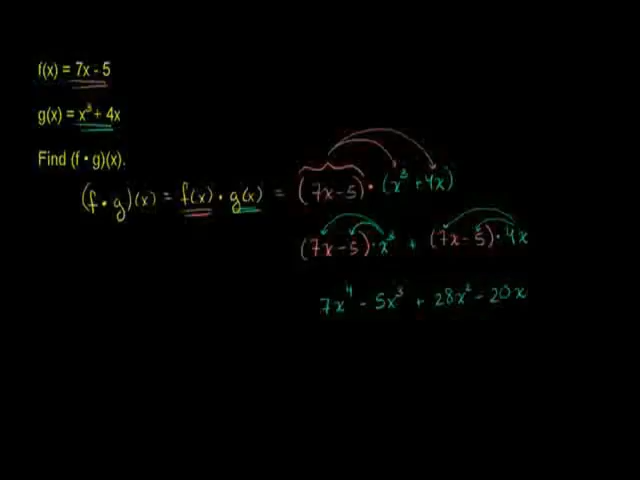 f(x) = 7x - 5
g(x) = x³ + 4x
Find (f • g)(x).
(f • g)(x) = f(x) • g(x) = (7x - 5) • (x³ + 4x)
(7x - 5) • x³ + (7x - 5) • 4x
7x⁴ - 5x³ + 28x² - 20x